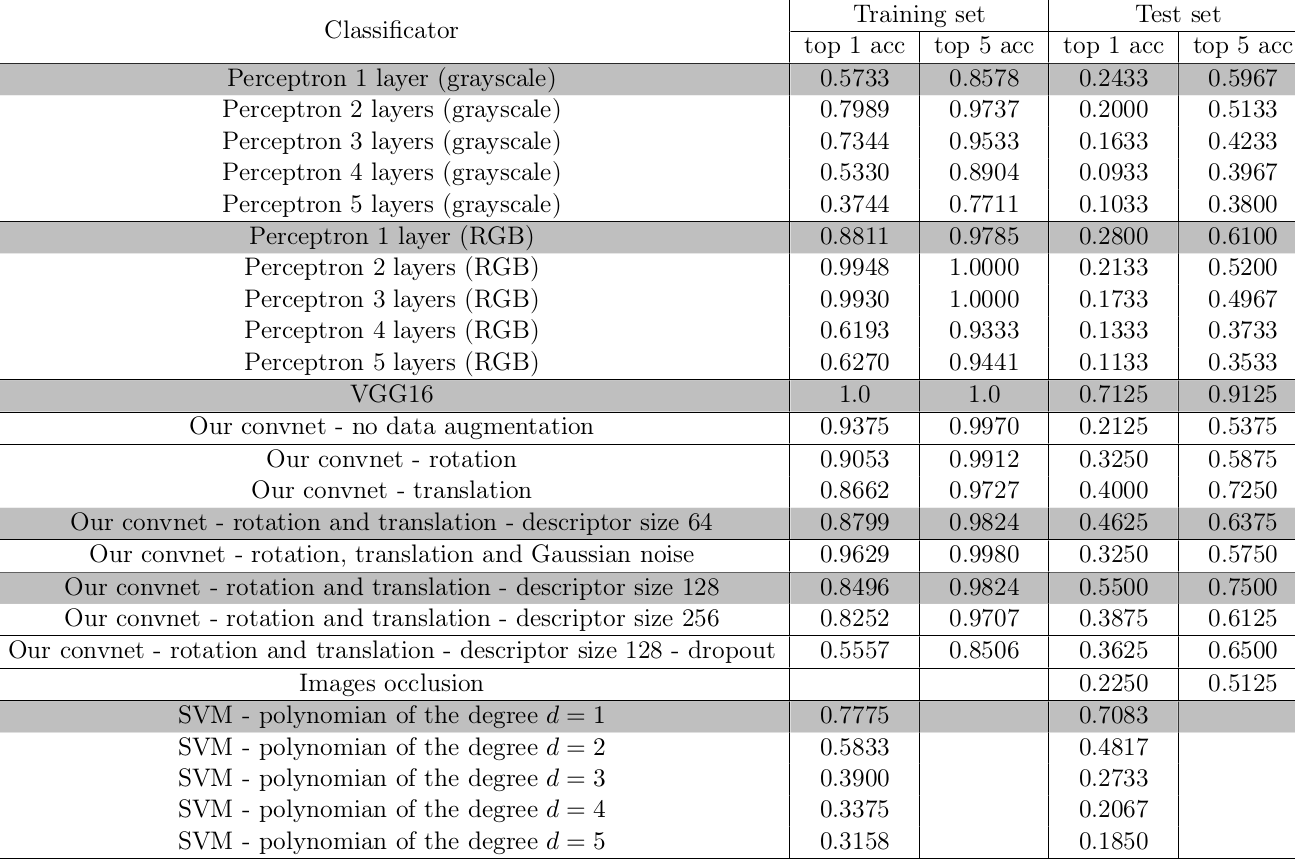 Classificator Training set Test set
top 1 acc top 5 acc top 1 acc top 5 acc
Perceptron 1 layer (grayscale) 0.5733 0.8578 0.2433 0.5967
Perceptron 2 layers (grayscale) 0.7989 0.9737 0.2000 0.5133
Perceptron 3 layers (grayscale) 0.7344 0.9533 0.1633 0.4233
Perceptron 4 layers (grayscale) 0.5330 0.8904 0.0933 0.3967
Perceptron 5 layers (grayscale) 0.3744 0.7711 0.1033 0.3800
Perceptron 1 layer (RGB) 0.8811 0.9785 0.2800 0.6100
Perceptron 2 layers (RGB) 0.9948 1.0000 0.2133 0.5200
Perceptron 3 layers (RGB) 0.9930 1.0000 0.1733 0.4967
Perceptron 4 layers (RGB) 0.6193 0.9333 0.1333 0.3733
Perceptron 5 layers (RGB) 0.6270 0.9441 0.1133 0.3533
VGG16 1.0 1.0 0.7125 0.9125
Our convnet - no data augmentation 0.9375 0.9970 0.2125 0.5375
Our convnet - rotation 0.9053 0.9912 0.3250 0.5875
Our convnet - translation 0.8662 0.9727 0.4000 0.7250
Our convnet - rotation and translation - descriptor size 64 0.8799 0.9824 0.4625 0.6375
Our convnet - rotation, translation and Gaussian noise 0.9629 0.9980 0.3250 0.5750
Our convnet - rotation and translation - descriptor size 128 0.8496 0.9824 0.5500 0.7500
Our convnet - rotation and translation - descriptor size 256 0.8252 0.9707 0.3875 0.6125
Our convnet - rotation and translation - descriptor size 128 - dropout 0.5557 0.8506 0.3625 0.6500
Images occlusion 0.2250 0.5125
SVM - polynomian of the degree d = 1 0.7775 0.7083
SVM - polynomian of the degree d = 2 0.5833 0.4817
SVM - polynomian of the degree d = 3 0.3900 0.2733
SVM - polynomian of the degree d = 4 0.3375 0.2067
SVM - polynomian of the degree d = 5 0.3158 0.1850